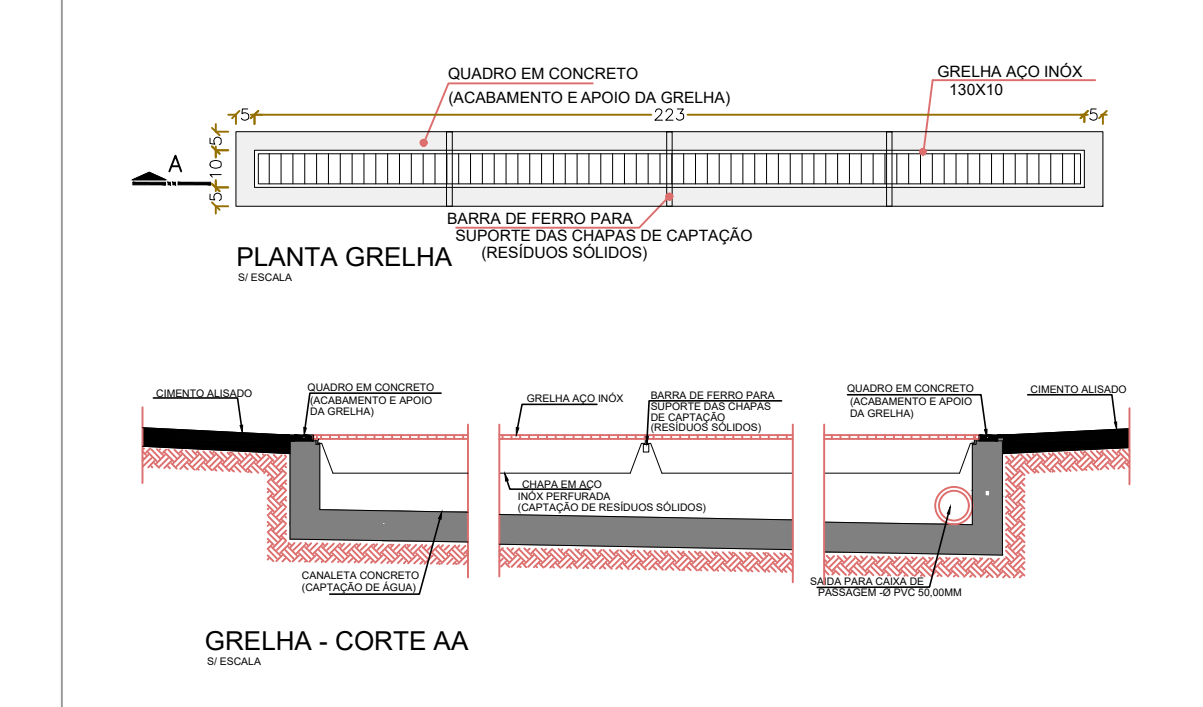 QUADRO EM CONCRETO
(ACABAMENTO E APOIO DA GRELHA)
GRELHA AÇO INÓX
130X10
5
223
5
5
10
5
A
BARRA DE FERRO PARA
SUPORTE DAS CHAPAS DE CAPTAÇÃO
(RESÍDUOS SÓLIDOS)
PLANTA GRELHA
S/ ESCALA
CIMENTO ALISADO
QUADRO EM CONCRETO
(ACABAMENTO E APOIO
DA GRELHA)
GRELHA AÇO INÓX
BARRA DE FERRO PARA
SUPORTE DAS CHAPAS
DE CAPTAÇÃO
(RESÍDUOS SÓLIDOS)
QUADRO EM CONCRETO
(ACABAMENTO E APOIO
DA GRELHA)
CIMENTO ALISADO
CHAPA EM AÇO
INÓX PERFURADA
(CAPTAÇÃO DE RESÍDUOS SÓLIDOS)
CANALETA CONCRETO
(CAPTAÇÃO DE ÁGUA)
SAIDA PARA CAIXA DE
PASSAGEM -Ø PVC 50,00MM
GRELHA - CORTE AA
S/ ESCALA